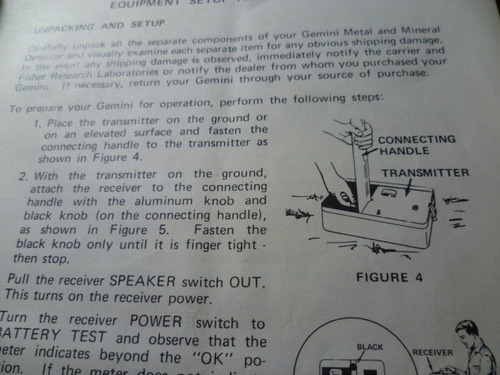 EQUIPMENT SETUP
UNPACKING AND SETUP
Carefully unpack all the separate components of your Gemini Metal and Mineral
Detector and visually examine each separate item for any obvious shipping damage.
In the event any shipping damage is observed, immediately notify the carrier and
Fisher Research Laboratories or notify the dealer from whom you purchased your
Gemini. If necessary, return your Gemini through your source of purchase.
To prepare your Gemini for operation, perform the following steps:
1. Place the transmitter on the ground or
on an elevated surface and fasten the
connecting handle to the transmitter as
shown in Figure 4.
CONNECTING
HANDLE
TRANSMITTER
FIGURE 4
2. With the transmitter on the ground,
attach the receiver to the connecting
handle with the aluminum knob and
black knob (on the connecting handle),
as shown in Figure 5. Fasten the
black knob only until it is finger tight -
then stop.
Pull the receiver SPEAKER switch OUT.
This turns on the receiver power.
Turn the receiver POWER switch to
BATTERY TEST and observe that the
meter indicates beyond the "OK" po-
tion. If the meter does not
BLACK
RECEIVER